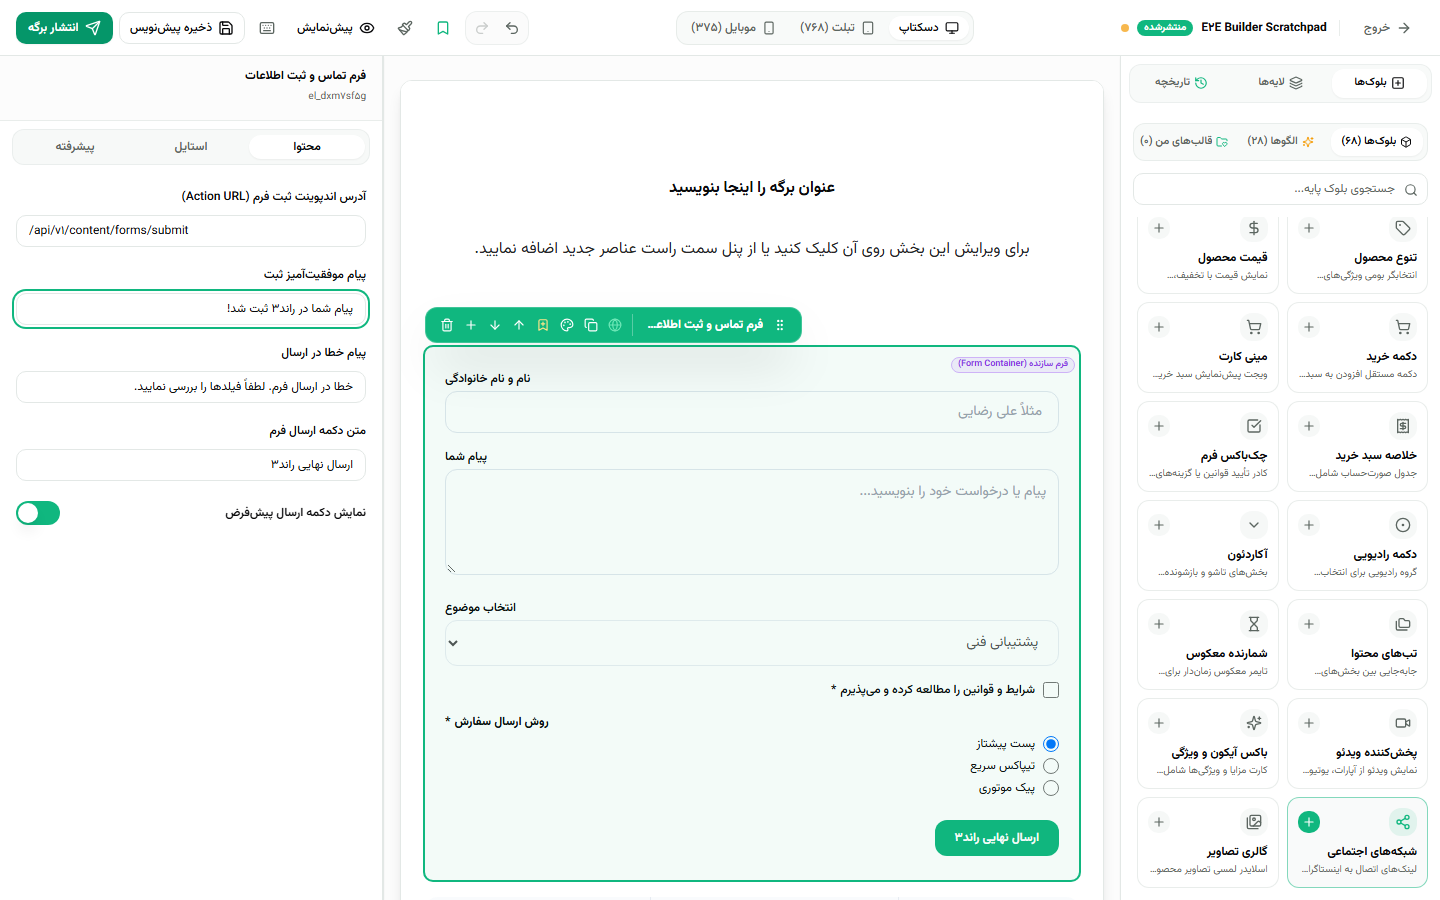 خروج
E2E Builder Scratchpad
منتشرشده
دسکتاپ
تبلت (۷۶۸)
موبایل (۳۷۵)
پیش‌نمایش
ذخیره پیش‌نویس
انتشار برگه
بلوک‌ها
لایه‌ها
تاریخچه
بلوک‌ها (۶۸)
الگوها (۲۸)
قالب‌های من (۰)
جستجوی بلوک پایه...
تنوع محصول
انتخابگر بومی ویژگی‌های...
قیمت محصول
نمایش قیمت با تخفیف،...
دکمه خرید
دکمه مستقل افزودن به سبد...
مینی کارت
ویجت پیش‌نمایش سبد خرید...
خلاصه سبد خرید
جدول صورت‌حساب شامل...
چک‌باکس فرم
کادر تأیید قوانین یا گزینه‌های...
دکمه رادیویی
گروه رادیویی برای انتخاب...
آکاردئون
بخش‌های تاشو و بازشونده...
تب‌های محتوا
جابه‌جایی بین بخش‌های...
شمارنده معکوس
تایمر معکوس زمان‌دار برای...
پخش‌کننده ویدئو
نمایش ویدئو از آپارات، یوتیو...
باکس آیکون و ویژگی
کارت مزایا و ویژگی‌ها شامل...
شبکه‌های اجتماعی
لینک‌های اتصال به اینستاگرا...
گالری تصاویر
اسلایدر لمسی تصاویر محصو...
عنوان برگه را اینجا بنویسید
برای ویرایش این بخش روی آن کلیک کنید یا از پنل سمت راست عناصر جدید اضافه نمایید.
فرم تماس و ثبت اطلاعـ...
فرم سازنده (Form Container)
نام و نام خانوادگی
مثلاً علی رضایی
پیام شما
پیام یا درخواست خود را بنویسید...
انتخاب موضوع
پشتیبانی فنی
شرایط و قوانین را مطالعه کرده و می‌پذیرم *
روش ارسال سفارش *
پست پیشتاز
تیپاکس سریع
پیک موتوری
ارسال نهایی راند۳
فرم تماس و ثبت اطلاعات
el_dxm۷sf۵g
محتوا
استایل
پیشرفته
آدرس اندپوینت ثبت فرم (Action URL)
/api/v۱/content/forms/submit
پیام موفقیت‌آمیز ثبت
پیام شما در راند۳ ثبت شد!
پیام خطا در ارسال
خطا در ارسال فرم. لطفاً فیلدها را بررسی نمایید.
متن دکمه ارسال فرم
ارسال نهایی راند۳
نمایش دکمه ارسال پیش‌فرض